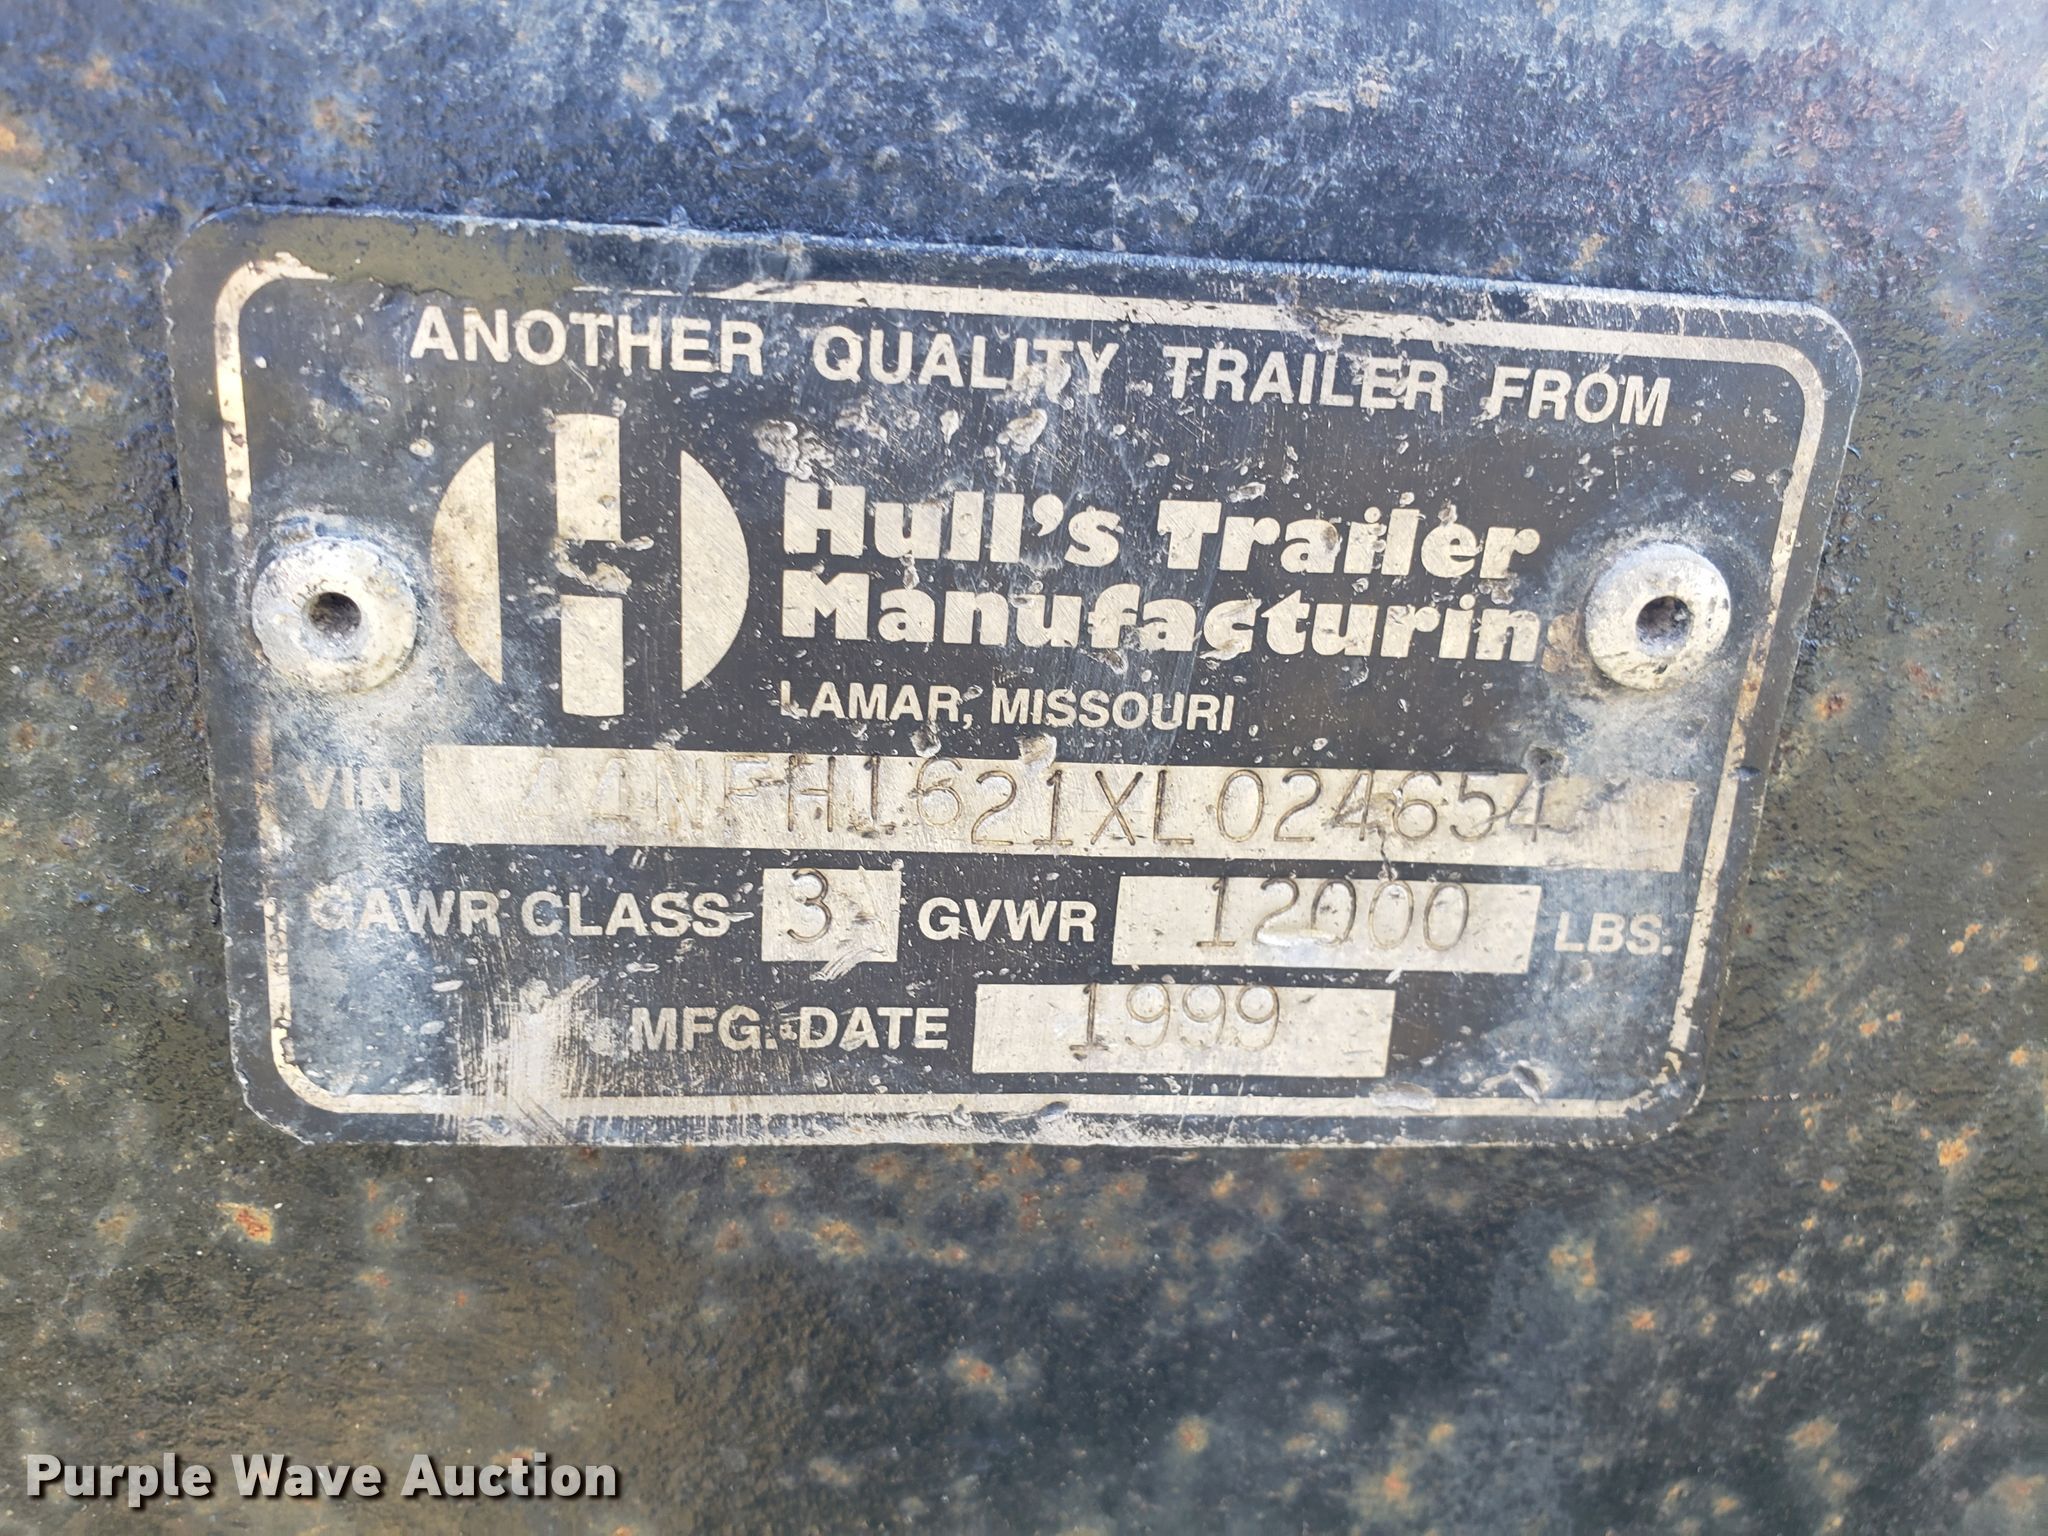 ANOTHER QUALITY TRAILER FROM
Hull's Trailer
Manufacturin
LAMAR, MISSOURI
VIN 44NFH1621XL024654
GAWR CLASS 3 GVWR 12000 LBS.
MFG. DATE 1999
Purple Wave Auction